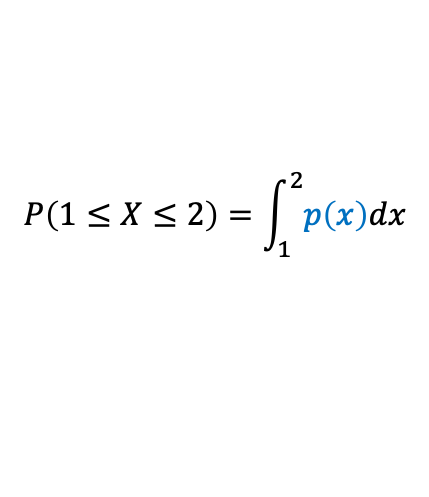 P(1 ≤ X ≤ 2) = ∫₁² p(x)dx